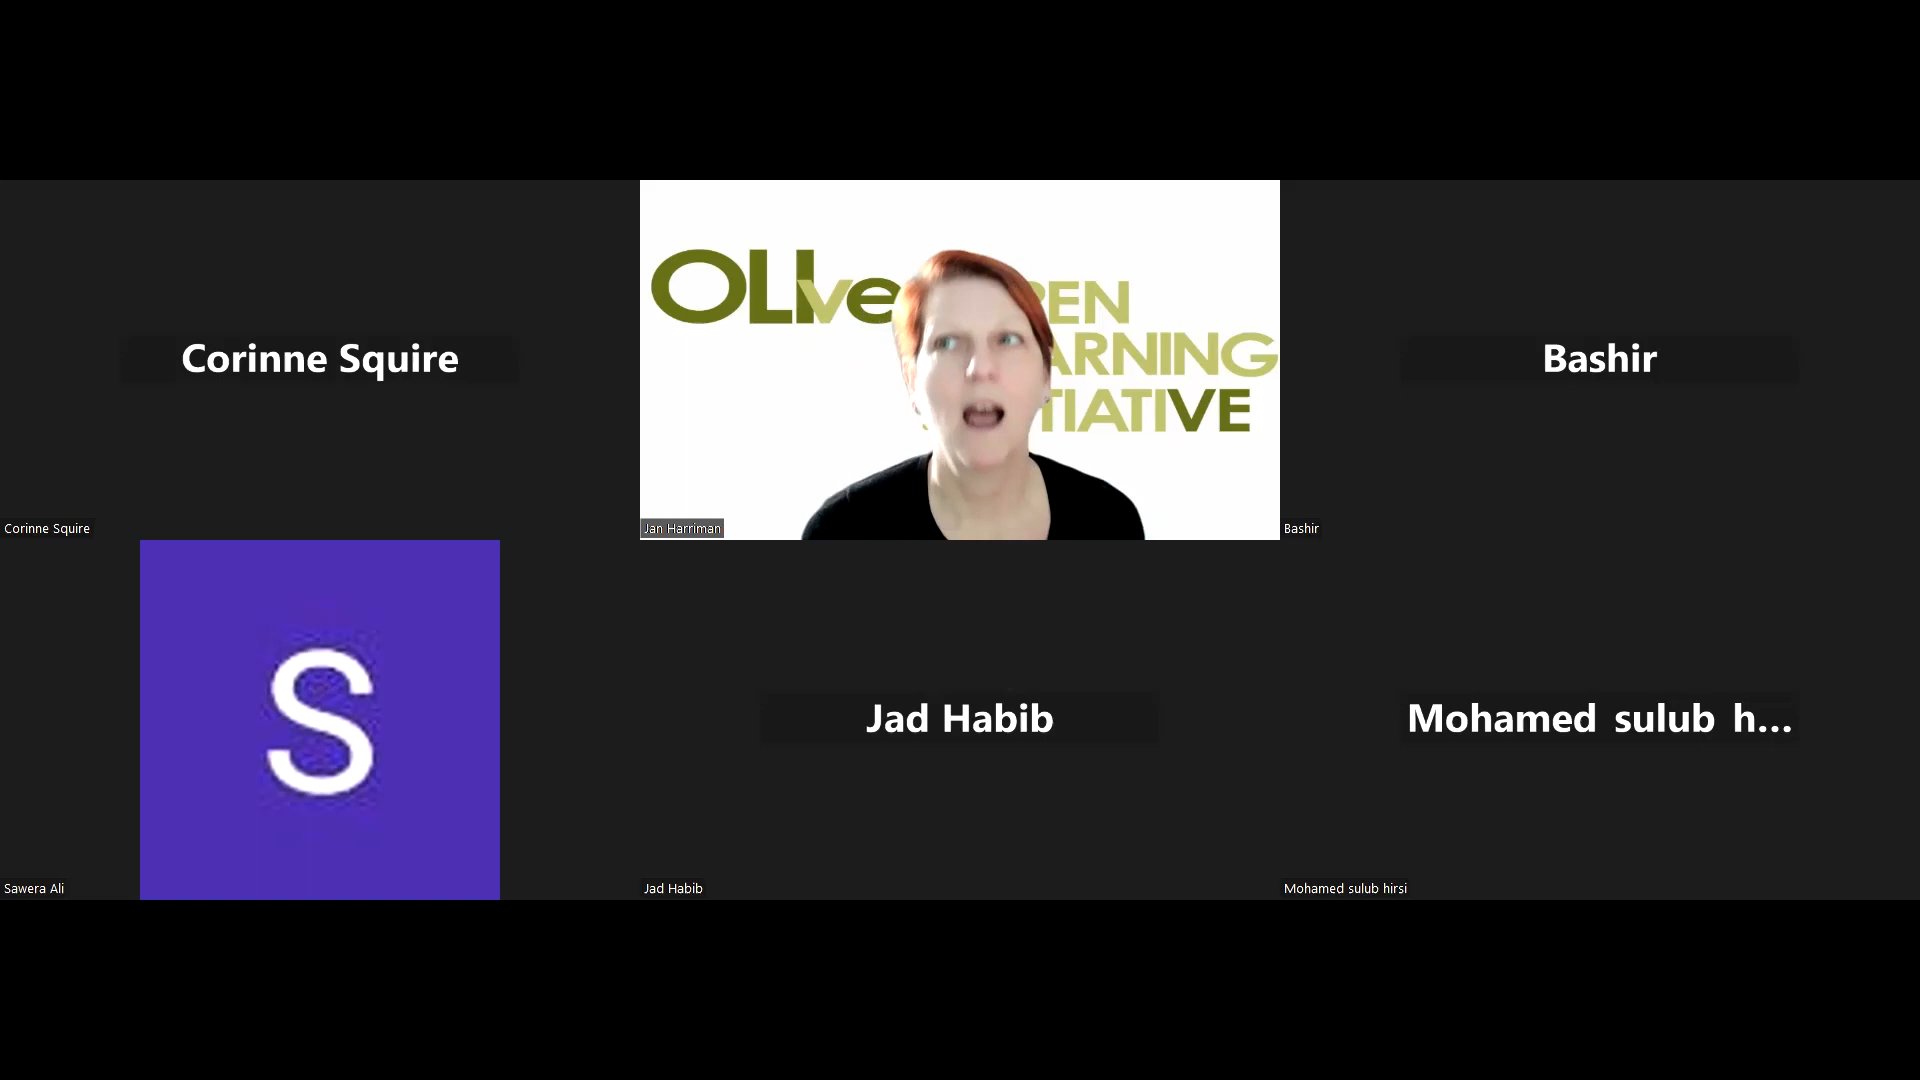 Corinne Squire
Corinne Squire
OLIve
PEN
ARNING
TIATIVE
Jan Harriman
Bashir
Bashir
S
Sawera Ali
Jad Habib
Jad Habib
Mohamed sulub h...
Mohamed sulub hirsi